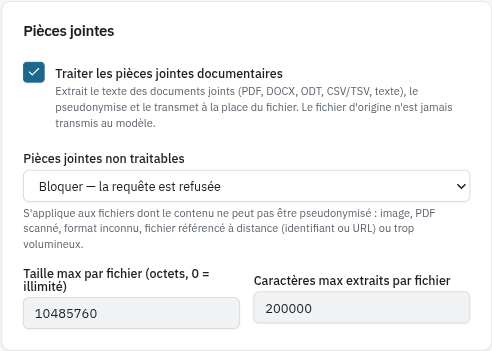 Pièces jointes
Traiter les pièces jointes documentaires
Extrait le texte des documents joints (PDF, DOCX, ODT, CSV/TSV, texte), le
pseudonymise et le transmet à la place du fichier. Le fichier d'origine n'est jamais
transmis au modèle.
Pièces jointes non traitables
Bloquer — la requête est refusée
S'applique aux fichiers dont le contenu ne peut pas être pseudonymisé : image, PDF
scanné, format inconnu, fichier référencé à distance (identifiant ou URL) ou trop
volumineux.
Taille max par fichier (octets, 0 =
illimité)
10485760
Caractères max extraits par fichier
200000